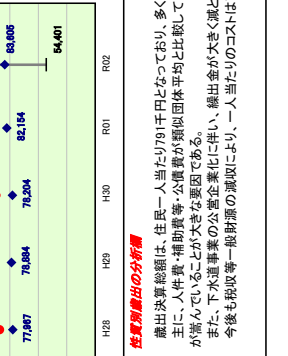 83,605
82,154
78,204
78,884
77,967
54,401
H28 H29 H30 R01 R02
性質別歳出の分析欄
歳出決算総額は、住民一人当たり791千円となっており、多く
主に、人件費・補助費等・公債費が類似団体平均と比較して
が嵩んでいることが大きな要因である。
また、下水道事業の公営企業化に伴い、繰出金が大きく減と
今後も税収等一般財源の減収により、一人当たりのコストは